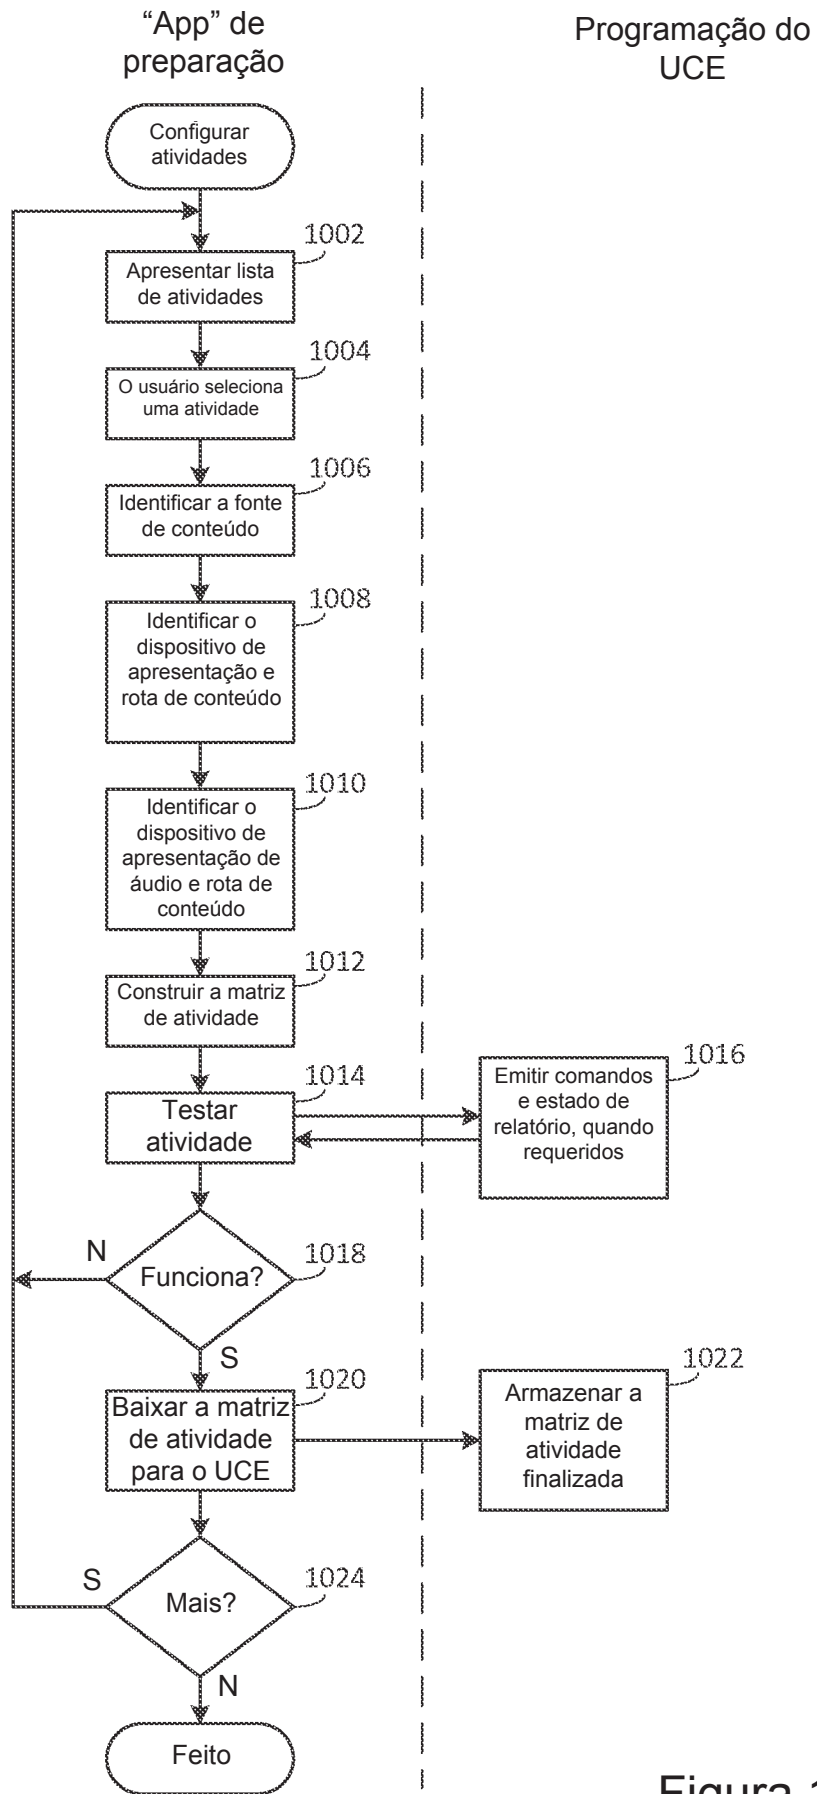 “App” de
preparação
Programação do
UCE
Configurar
atividades
1002
Apresentar lista
de atividades
1004
O usuário seleciona
uma atividade
1006
Identificar a fonte
de conteúdo
1008
Identificar o
dispositivo de
apresentação e
rota de conteúdo
1010
Identificar o
dispositivo de
apresentação de
áudio e rota de
conteúdo
1012
Construir a matriz
de atividade
1014
Testar
atividade
1016
Emitir comandos
e estado de
relatório, quando
requeridos
N
Funciona?
1018
S
1020
Baixar a matriz
de atividade
para o UCE
1022
Armazenar a
matriz de
atividade
finalizada
S
Mais?
1024
N
Feito
Figura